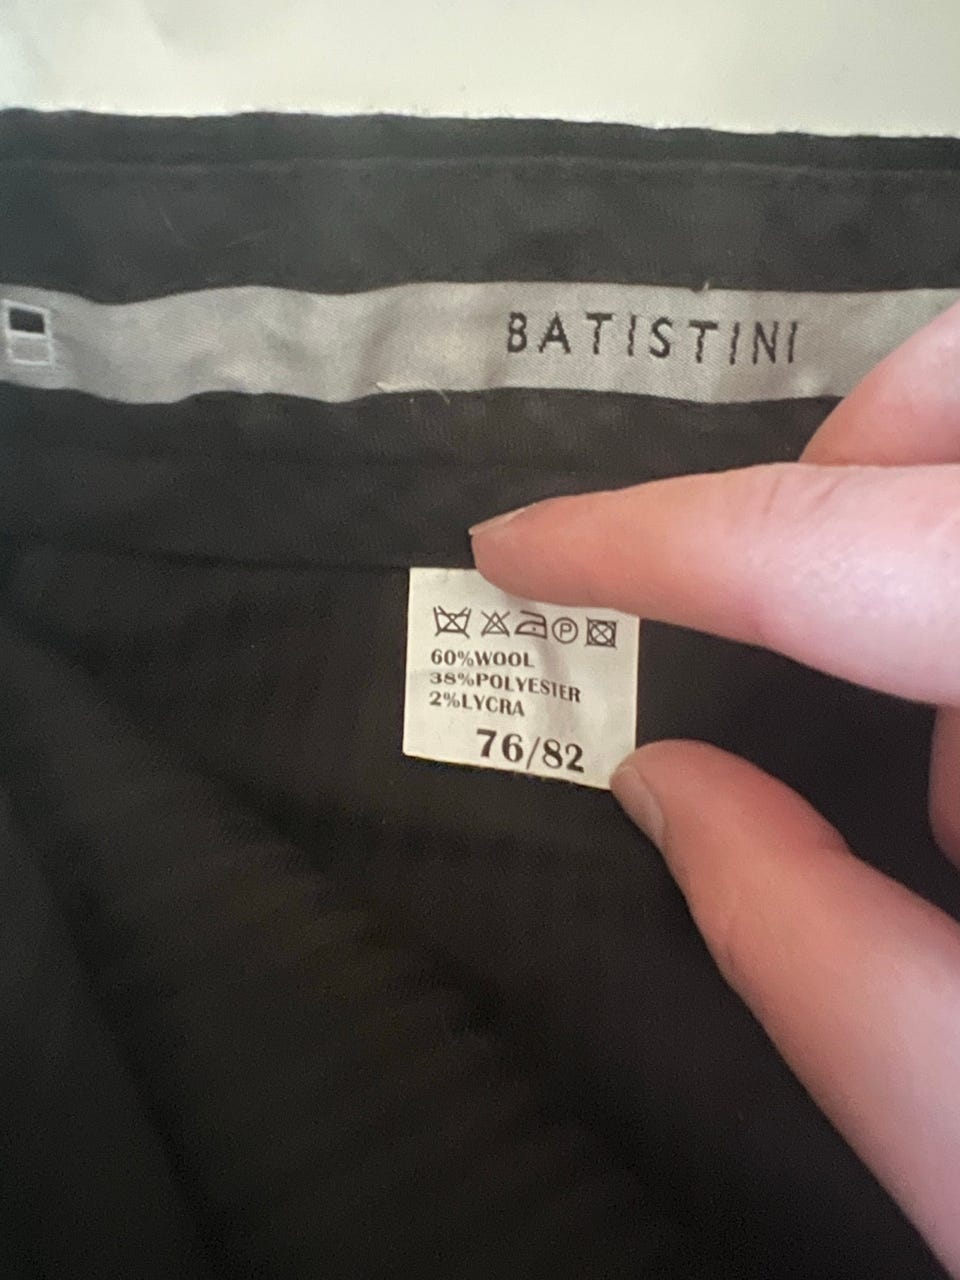 BATISTINI
P
60%WOOL
38%POLYESTER
2%LYCRA
76/82